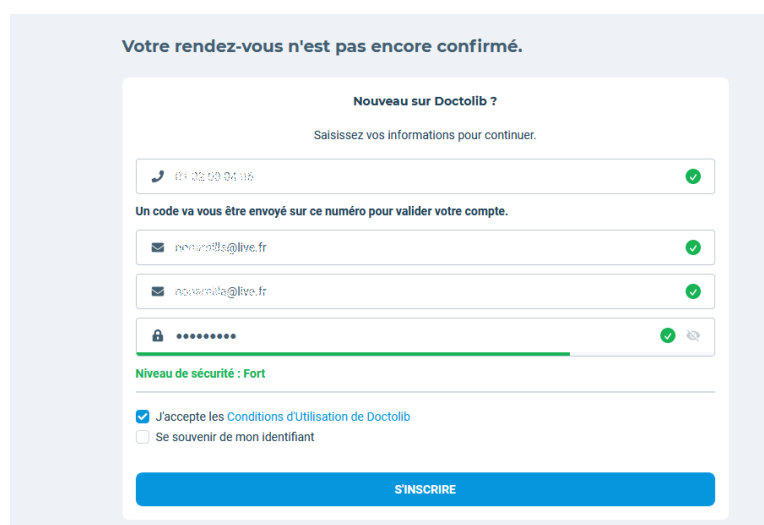 Votre rendez-vous n'est pas encore confirmé.
Nouveau sur Doctolib ?
Saisissez vos informations pour continuer.
Un code va vous être envoyé sur ce numéro pour valider votre compte.
@live.fr
@live.fr
•••••••••
Niveau de sécurité : Fort
J'accepte les Conditions d'Utilisation de Doctolib
Se souvenir de mon identifiant
S'INSCRIRE